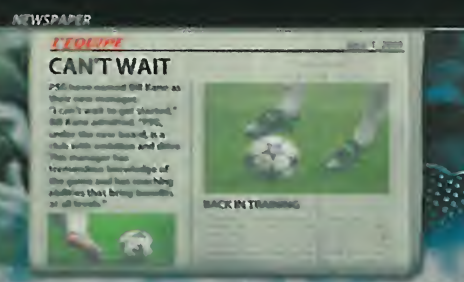 NEWSPAPER
L'EQUIPE
CAN'T WAIT
PSG have named Bill Kane as
their new manager.
"I can't wait to get started,"
Bill Kane admitted. "PSG,
under the new board, is a
club with ambition and drive
This manager has
tremendous knowledge of
the game and has coaching
abilities that bring benefits
at all levels."
BACK IN TRAINING